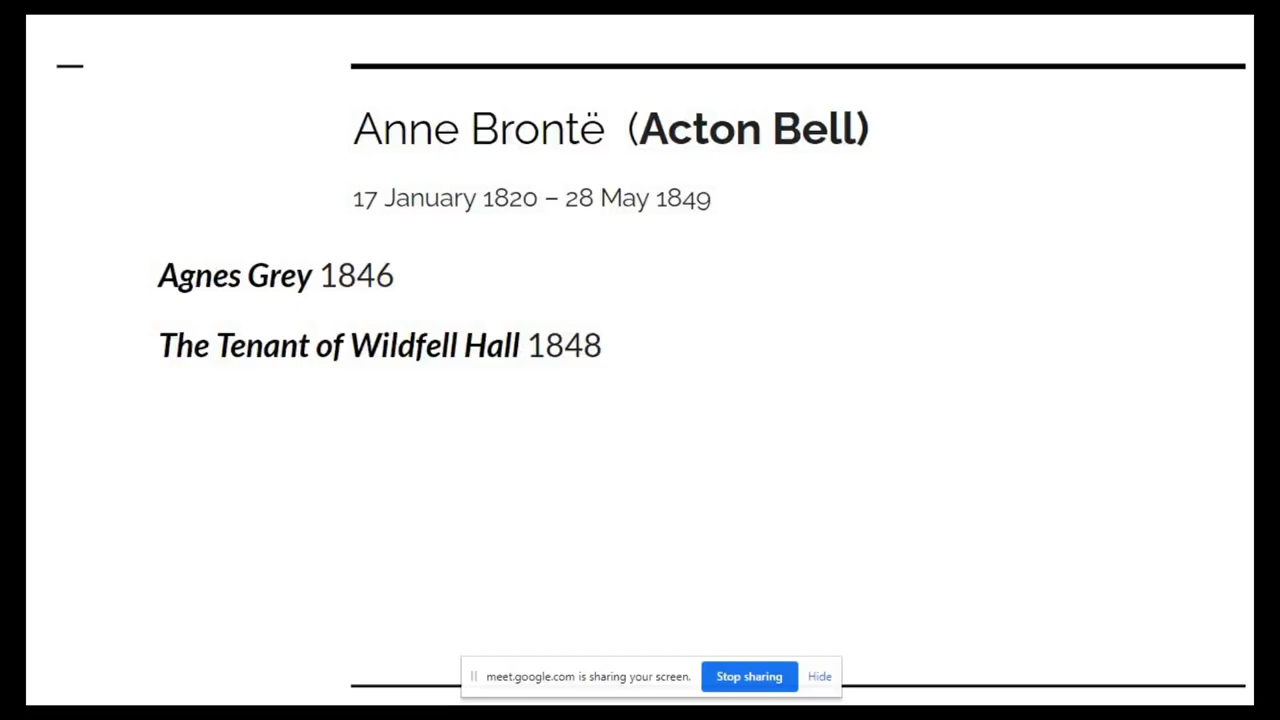 Anne Brontë (Acton Bell)
17 January 1820 – 28 May 1849
Agnes Grey 1846
The Tenant of Wildfell Hall 1848
meet.google.com is sharing your screen. Stop sharing Hide